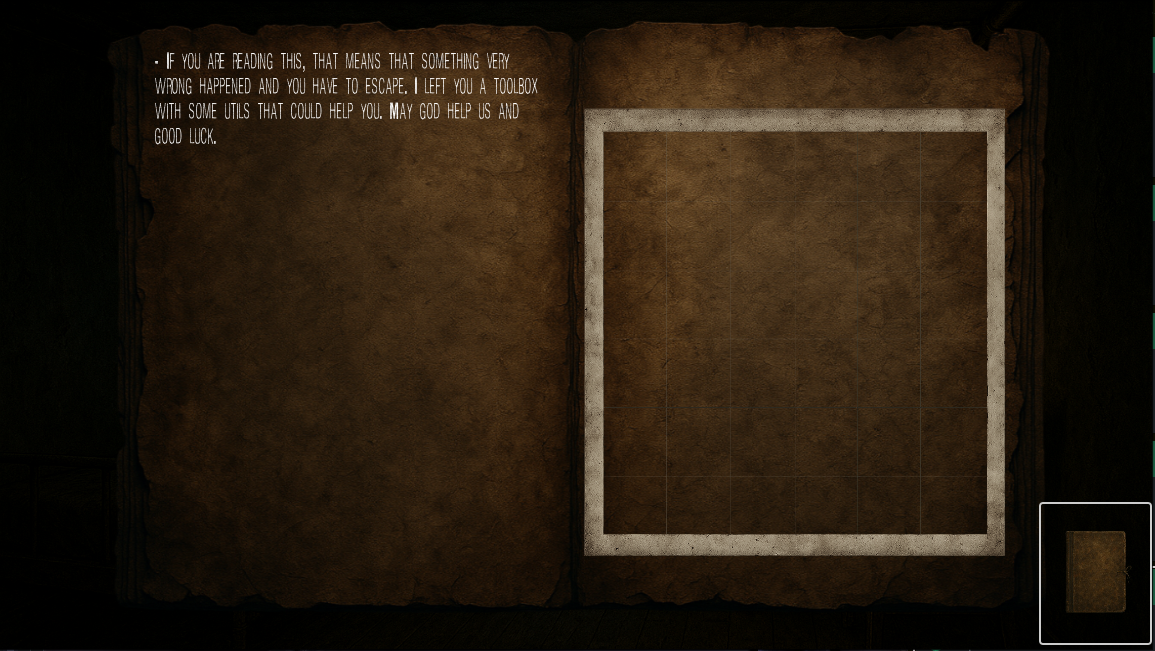 - If you are reading this, that means that something very
wrong happened and you have to escape. I left you a toolbox
with some utils that could help you. May god help us and
good luck.